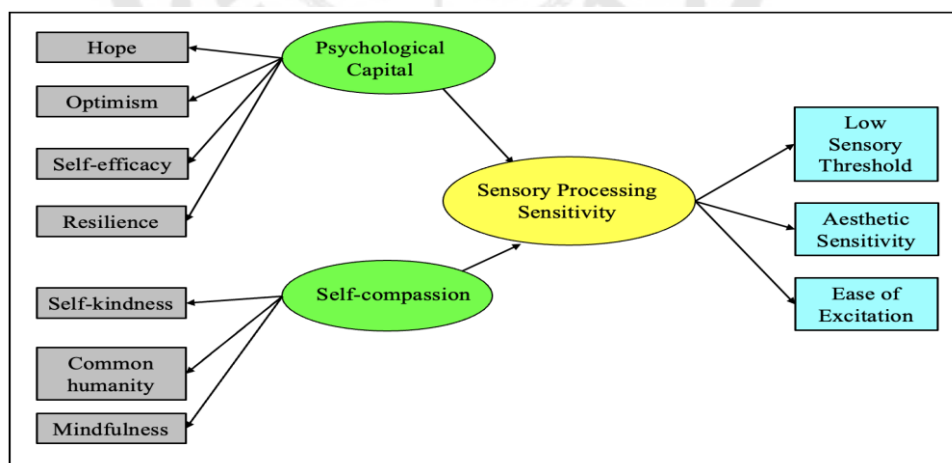 Hope
Optimism
Self-efficacy
Resilience
Self-kindness
Common
humanity
Mindfulness
Psychological
Capital
Self-compassion
Sensory Processing
Sensitivity
Low
Sensory
Threshold
Aesthetic
Sensitivity
Ease of
Excitation